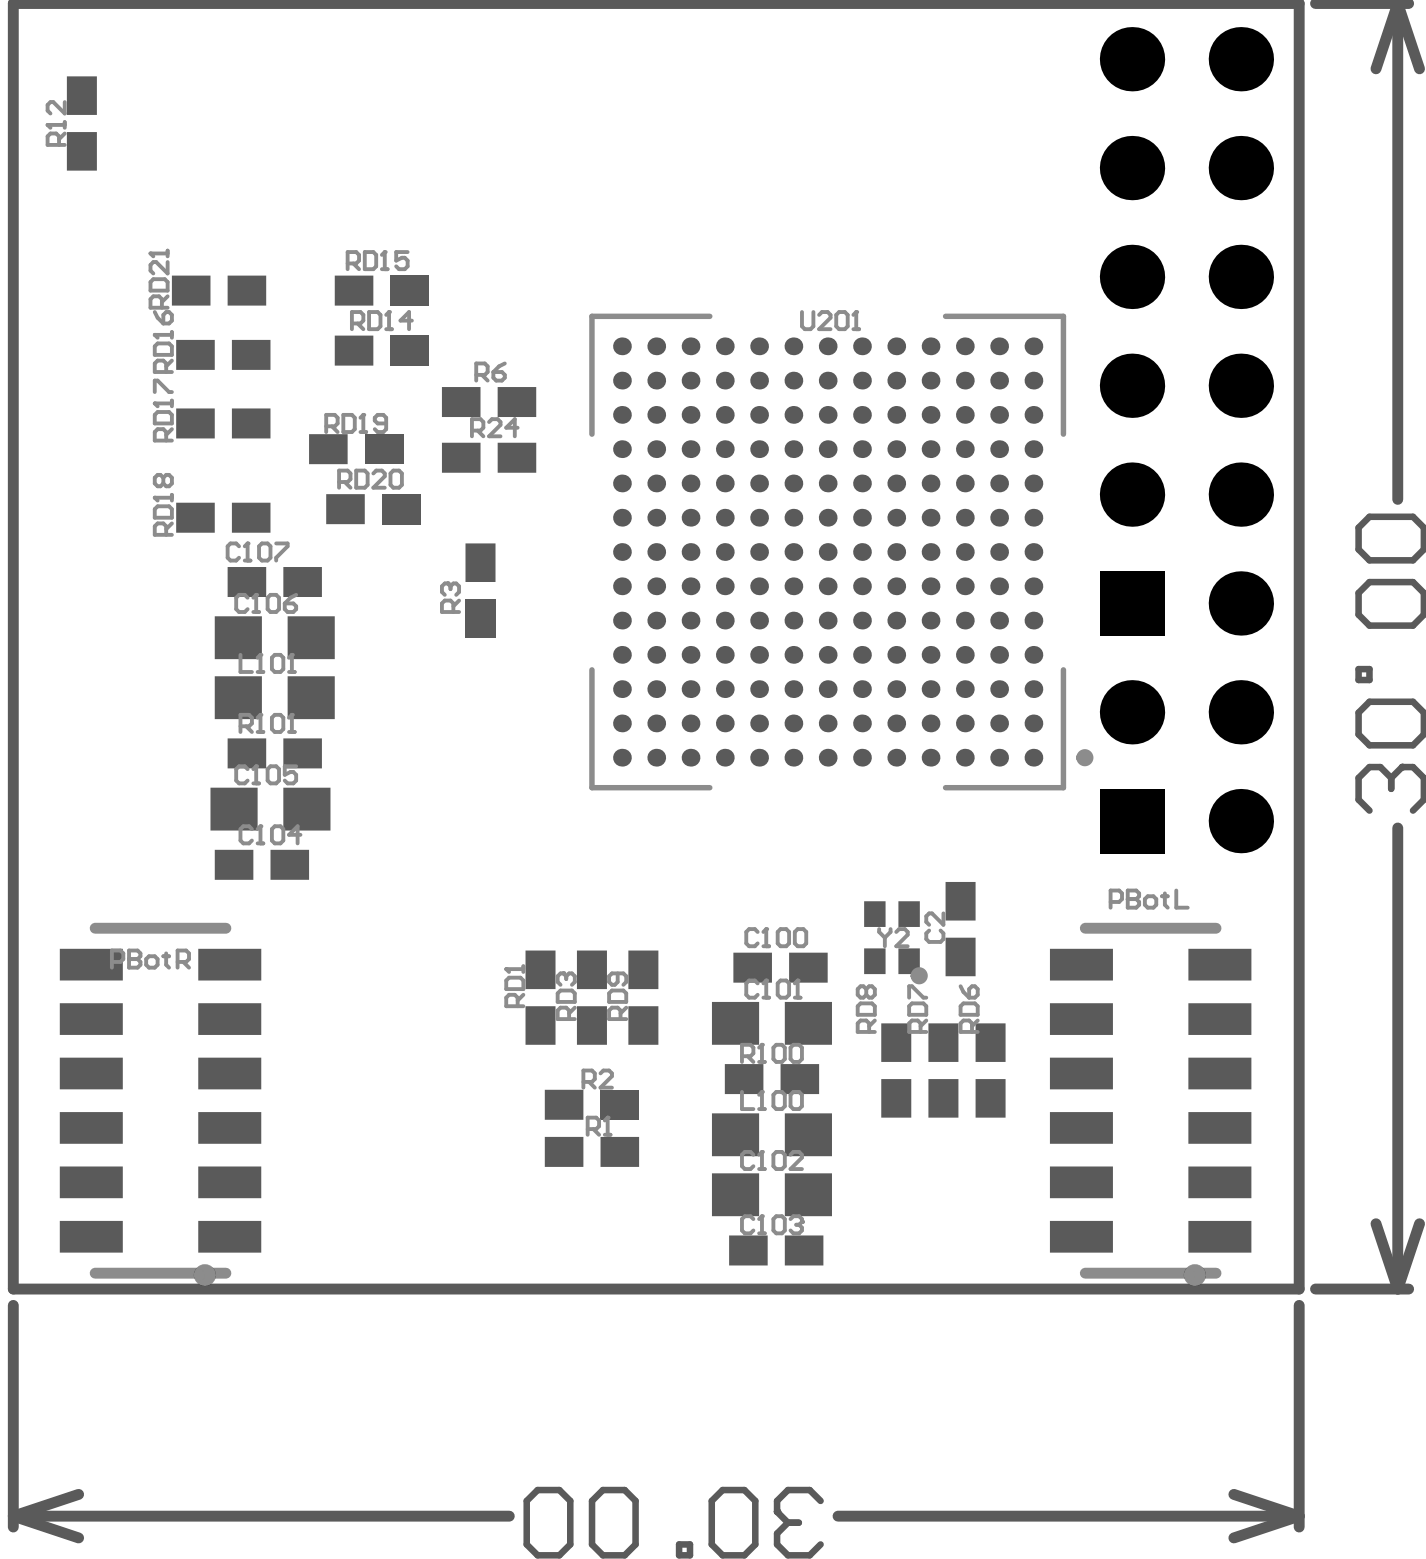 R12
RD21
RD15
RD16
RD14
R6
RD17
RD19
R24
RD20
RD18
U201
C107
C106
R3
L101
R101
C105
C104
PBotR
PBotL
C2
Y2
C100
C101
RD1
RD3
RD9
RD8
RD7
RD6
R100
R2
L100
R1
C102
C103
30.00
30.00